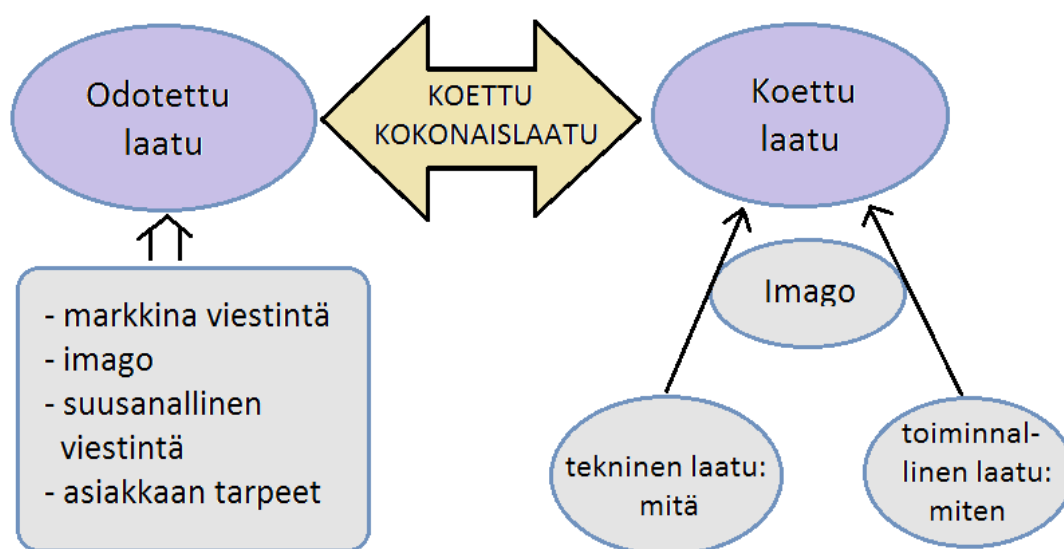 Odotettu
laatu
KOETTU
KOKONAISLAATU
Koettu
laatu
- markkina viestintä
- imago
- suusanallinen
viestintä
- asiakkaan tarpeet
Imago
tekninen laatu:
mitä
toiminnal-
llinen laatu:
miten